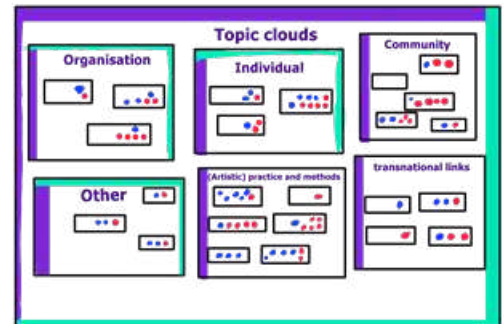 Topic clouds
Organisation
Individual
Community
Other
(Artistic) practice and methods
transnational links